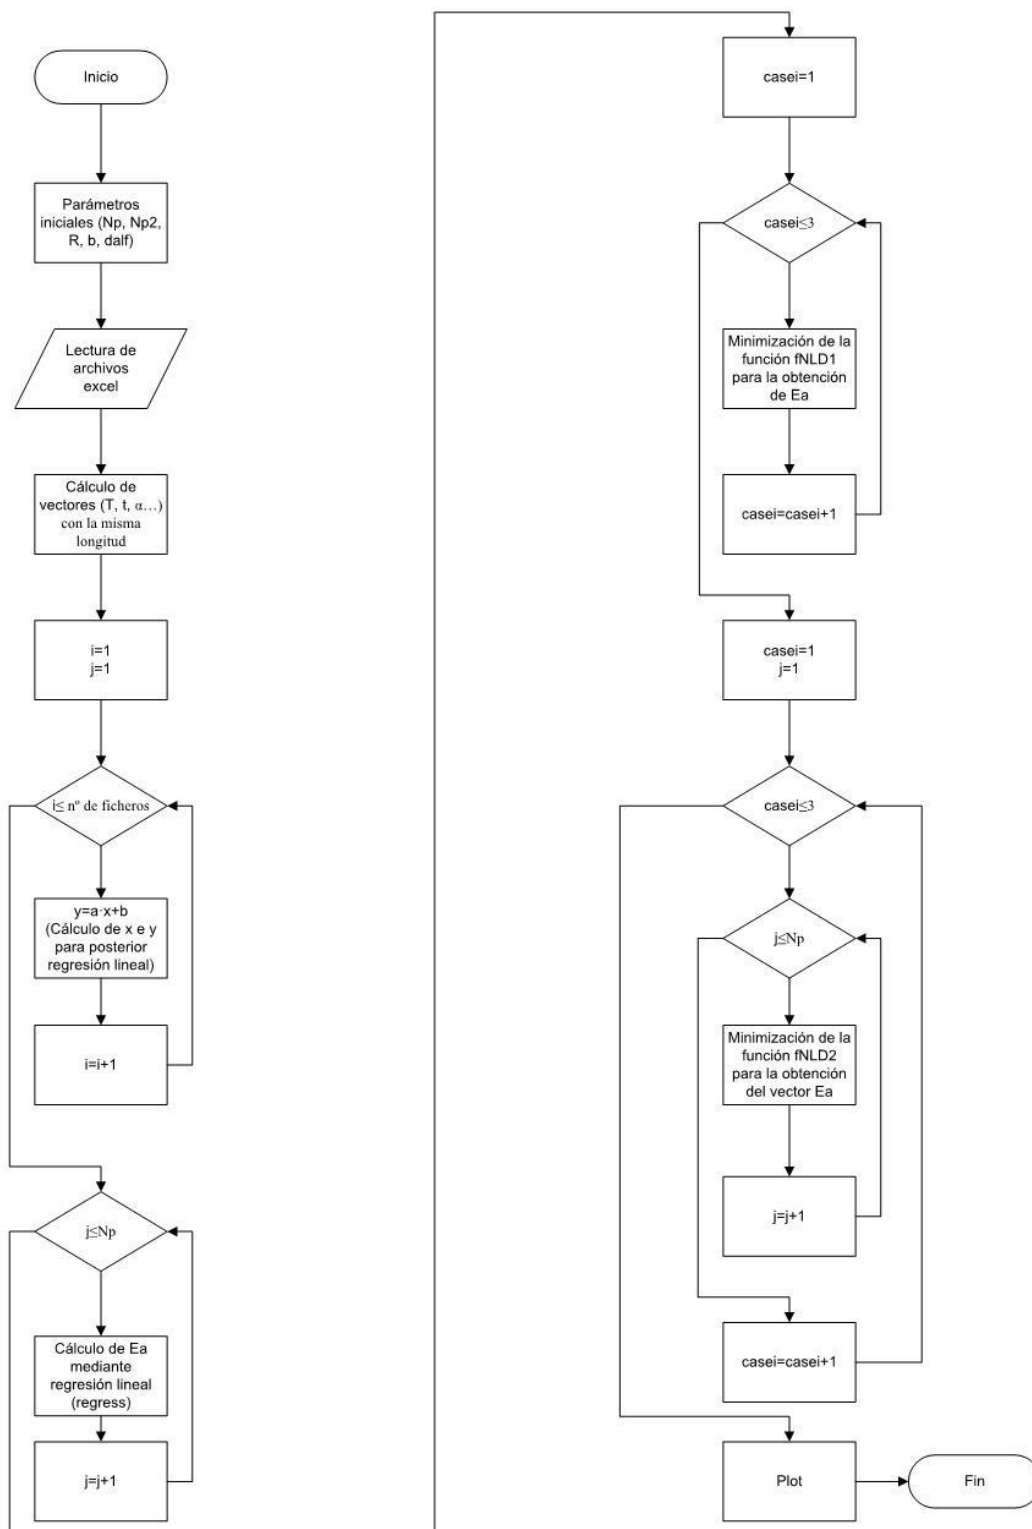 Inicio
Parámetros
iniciales (Np, Np2,
R, b, dalf)
Lectura de
archivos
excel
Cálculo de
vectores (T, t, α...)
con la misma
longitud
i=1
j=1
i≤ nº de ficheros
y=a·x+b
(Cálculo de x e y
para posterior
regresión lineal)
i=i+1
j≤Np
Cálculo de Ea
mediante
regresión lineal
(regress)
j=j+1
casei=1
casei≤3
Minimización de la
función fNLD1
para la obtención
de Ea
casei=casei+1
casei=1
j=1
casei≤3
j≤Np
Minimización de la
función fNLD2
para la obtención
del vector Ea
j=j+1
casei=casei+1
Plot
Fin